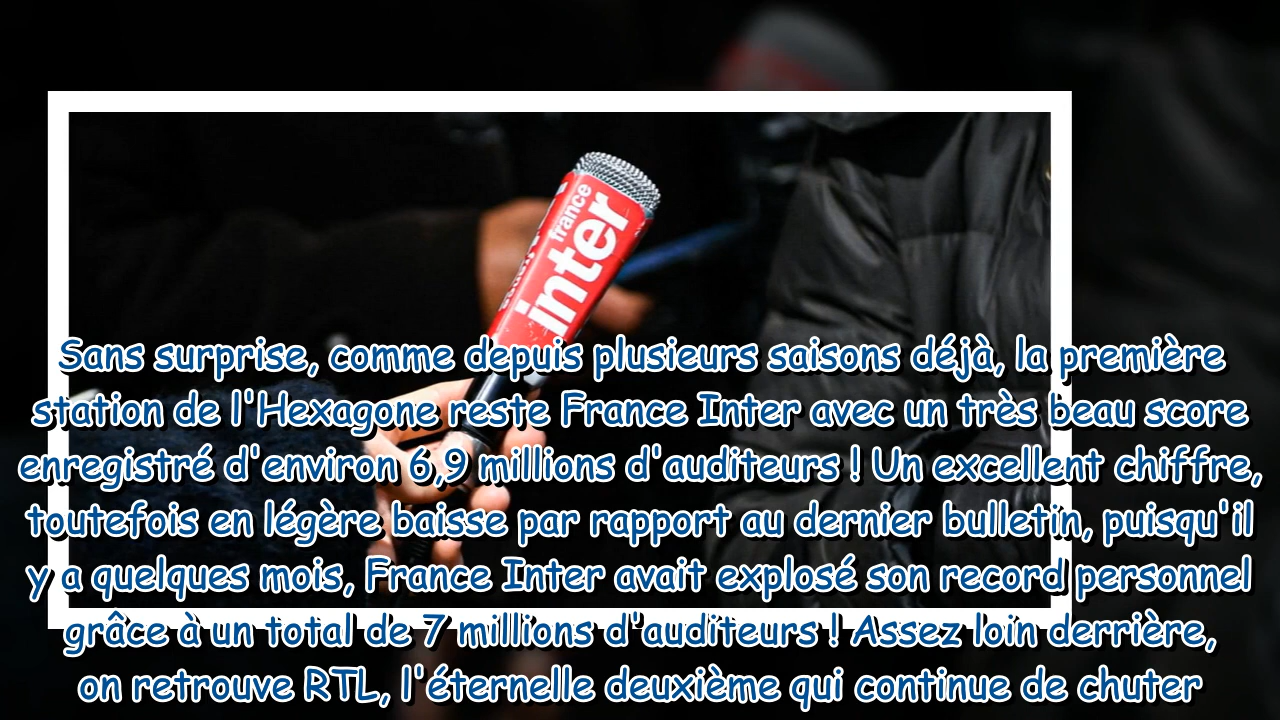 france
inter
Sans surprise, comme depuis plusieurs saisons déjà, la première
station de l'Hexagone reste France Inter avec un très beau score
enregistré d'environ 6,9 millions d'auditeurs ! Un excellent chiffre,
toutefois en légère baisse par rapport au dernier bulletin, puisqu'il
y a quelques mois, France Inter avait explosé son record personnel
grâce à un total de 7 millions d'auditeurs ! Assez loin derrière,
on retrouve RTL, l'éternelle deuxième qui continue de chuter